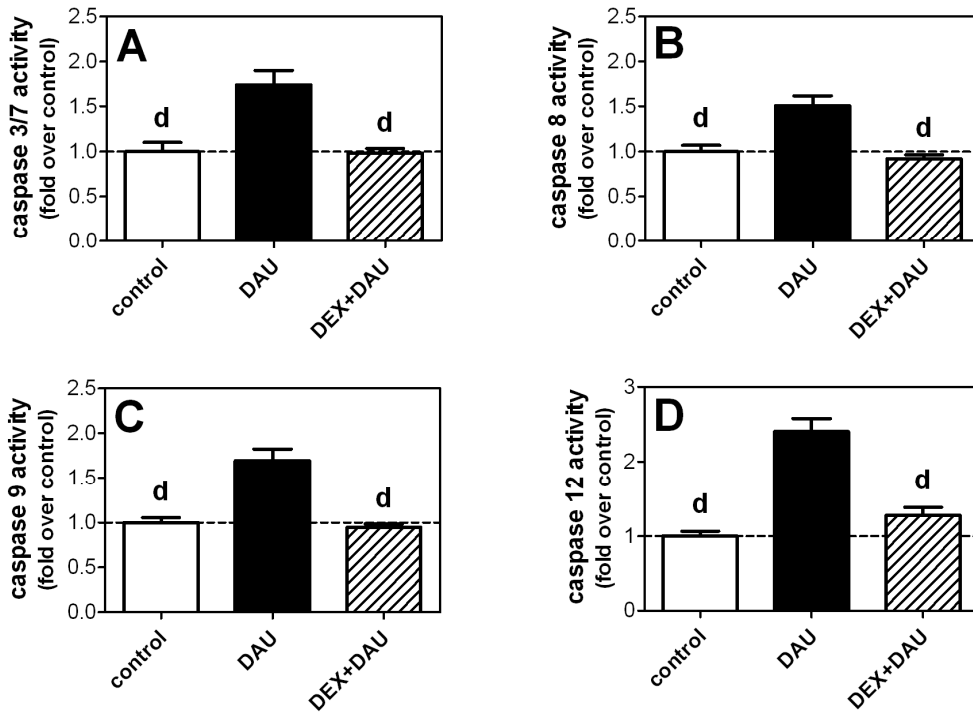 A
caspase 3/7 activity
(fold over control)
2.5
2.0
1.5
1.0
0.5
0.0
d
d
control
DAU
DEX+DAU
B
caspase 8 activity
(fold over control)
2.5
2.0
1.5
1.0
0.5
0.0
d
d
control
DAU
DEX+DAU
C
caspase 9 activity
(fold over control)
2.5
2.0
1.5
1.0
0.5
0.0
d
d
control
DAU
DEX+DAU
D
caspase 12 activity
(fold over control)
3
2
1
0
d
d
control
DAU
DEX+DAU